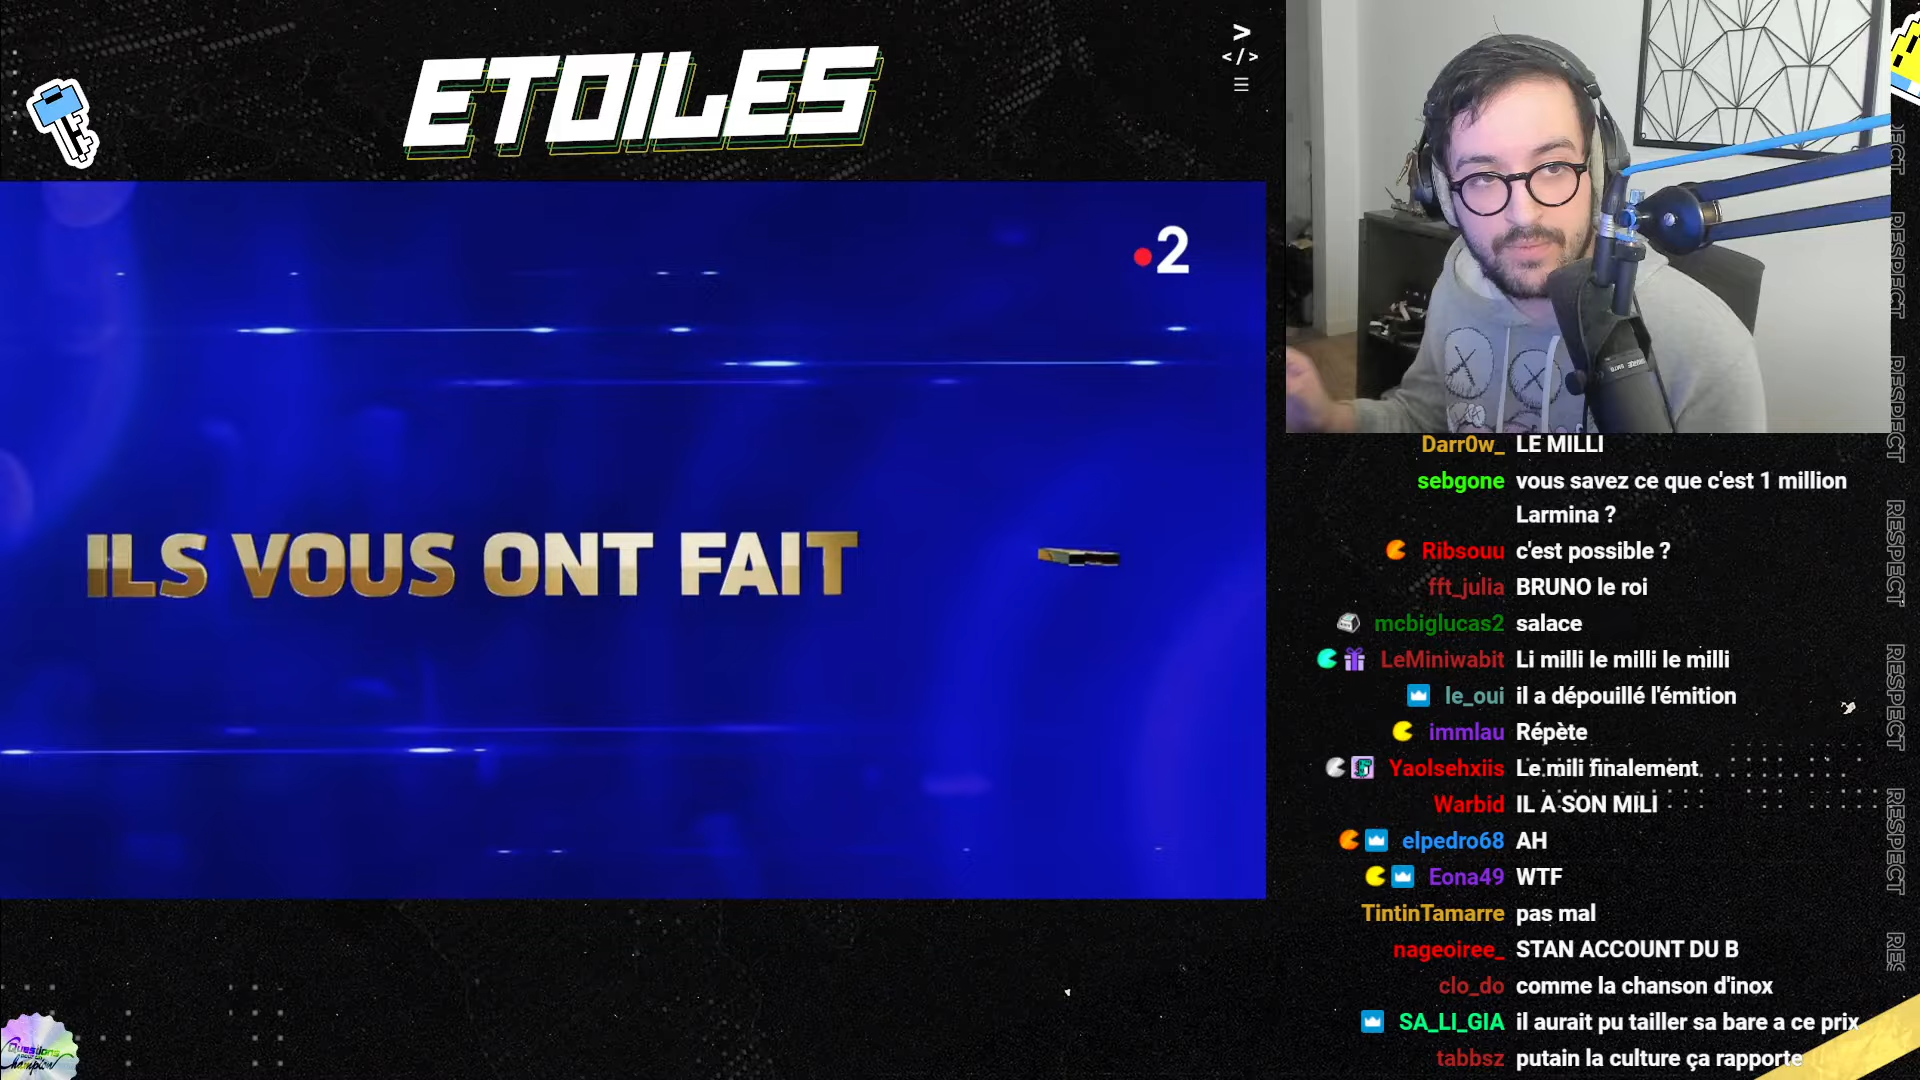 ETOILES
>
</>
2
ILS VOUS ONT FAIT
Darr0w_ LE MILLI
sebgone vous savez ce que c'est 1 million
Larmina ?
Ribsouu c'est possible ?
fft_julia BRUNO le roi
mcbiglucas2 salace
LeMiniwabit Li milli le milli le milli
le_oui il a dépouillé l'émition
immlau Répète
Yaolsehxiis Le mili finalement
Warbid IL A SON MILI
elpedro68 AH
Eona49 WTF
TintinTamarre pas mal
nageoiree_ STAN ACCOUNT DU B
clo_do comme la chanson d'inox
SA_LI_GIA il aurait pu tailler sa bare a ce prix
tabbsz putain la culture ça rapporte
RESPECT
RESPECT
RESPECT
RESPECT
RESPECT
Questions
Champion